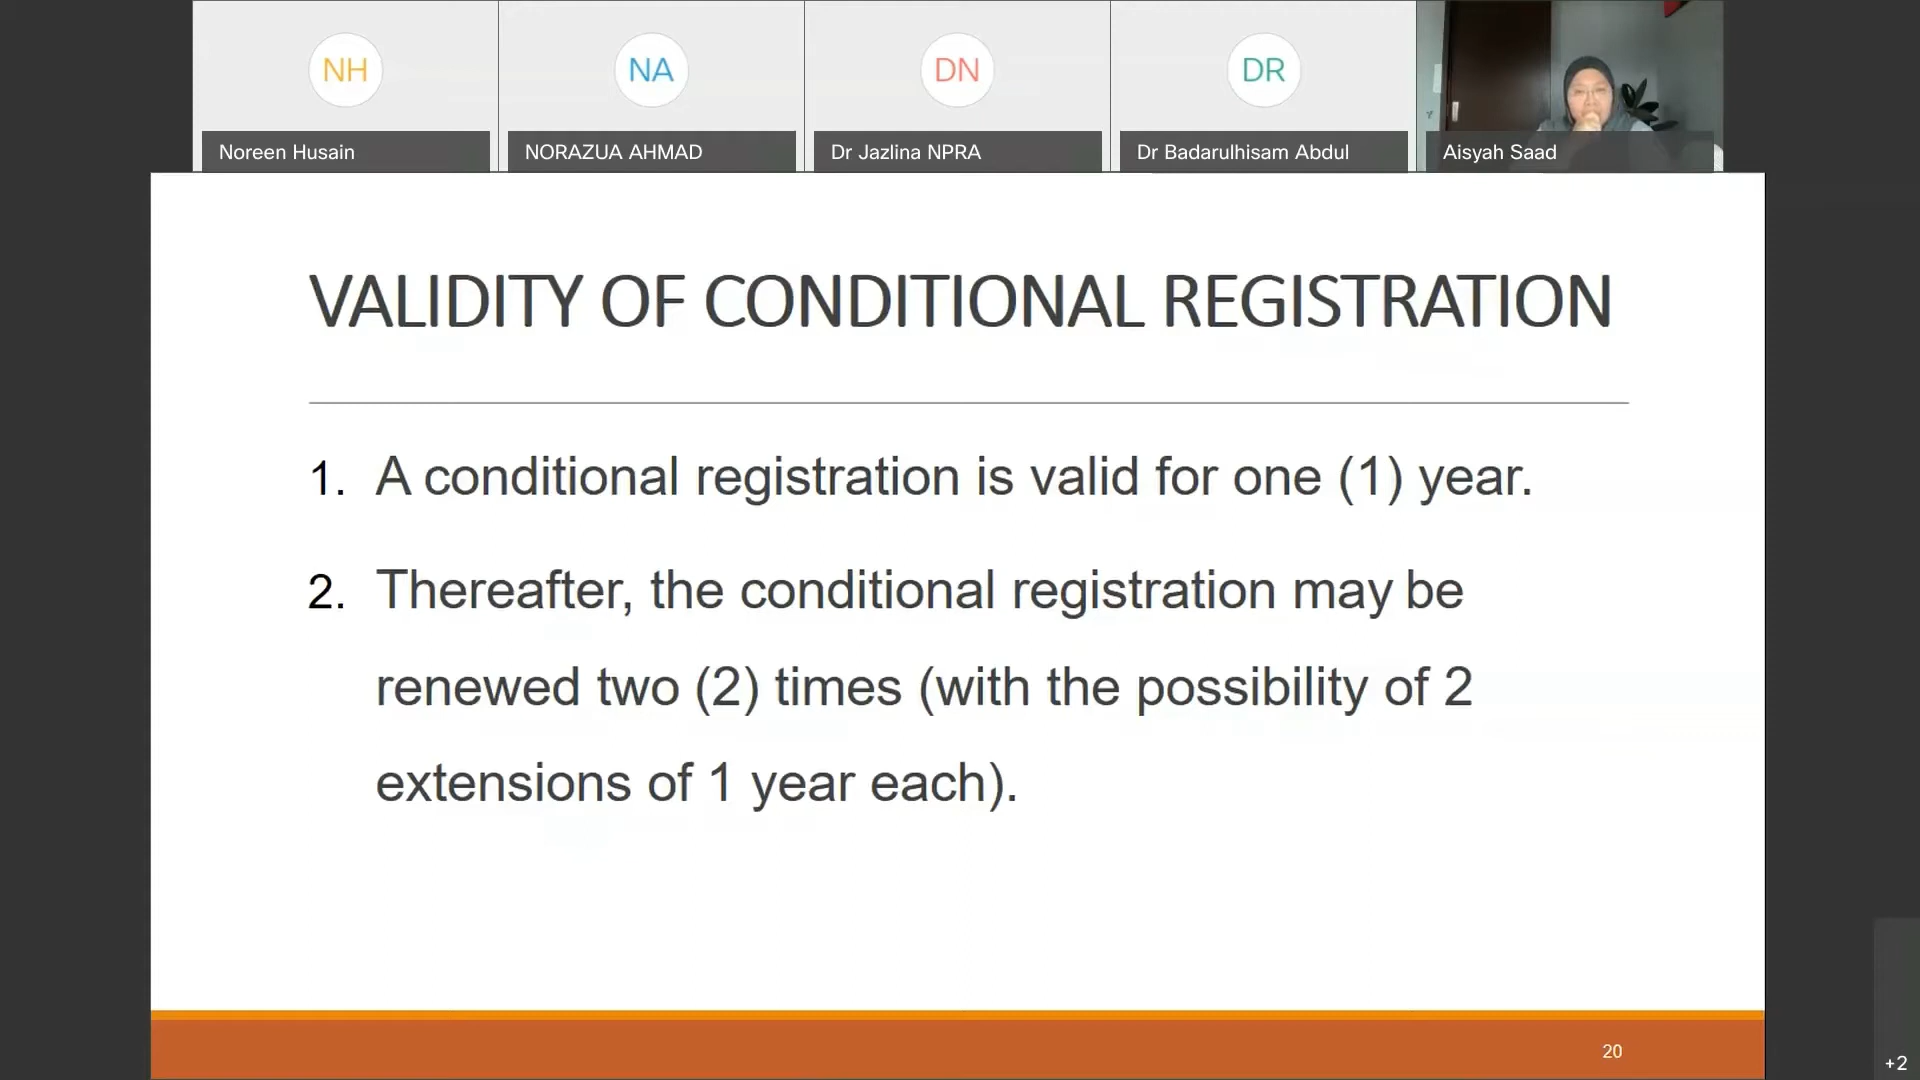 NH
NA
DN
DR
Noreen Husain
NORAZUA AHMAD
Dr Jazlina NPRA
Dr Badarulhisam Abdul
Aisyah Saad
VALIDITY OF CONDITIONAL REGISTRATION
1. A conditional registration is valid for one (1) year.
2. Thereafter, the conditional registration may be
renewed two (2) times (with the possibility of 2
extensions of 1 year each).
20
+2